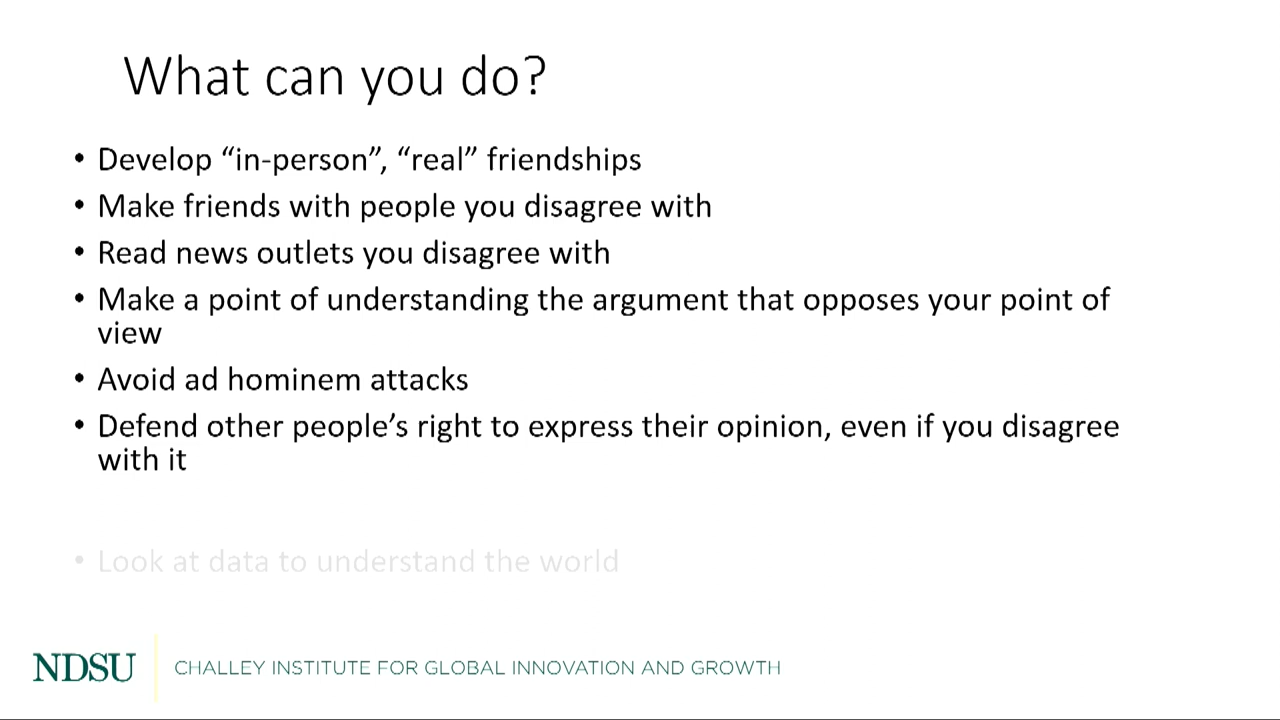 What can you do?
• Develop “in-person”, “real” friendships
• Make friends with people you disagree with
• Read news outlets you disagree with
• Make a point of understanding the argument that opposes your point of
view
• Avoid ad hominem attacks
• Defend other people’s right to express their opinion, even if you disagree
with it
• Look at data to understand the world
NDSU CHALLEY INSTITUTE FOR GLOBAL INNOVATION AND GROWTH